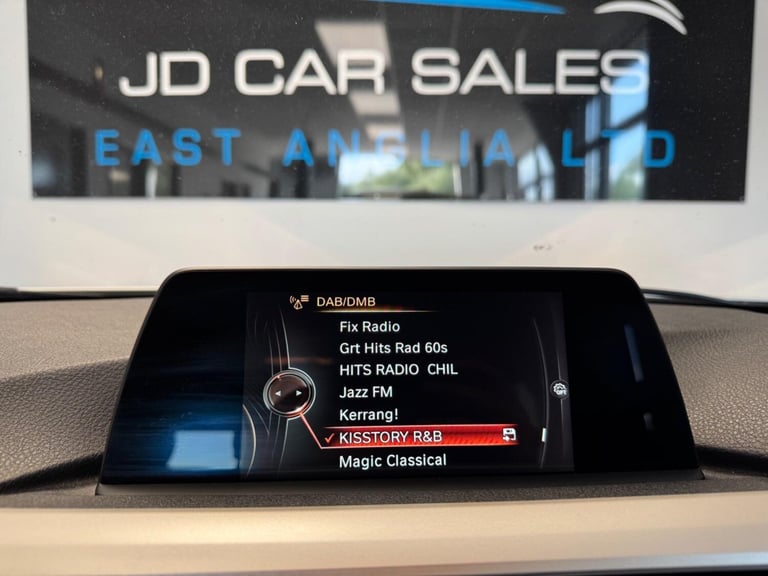 JD CAR SALES
EAST ANGLIA LTD
DAB/DMB
Fix Radio
Grt Hits Rad 60s
HITS RADIO CHIL
Jazz FM
Kerrang!
KISSTORY R&B
Magic Classical